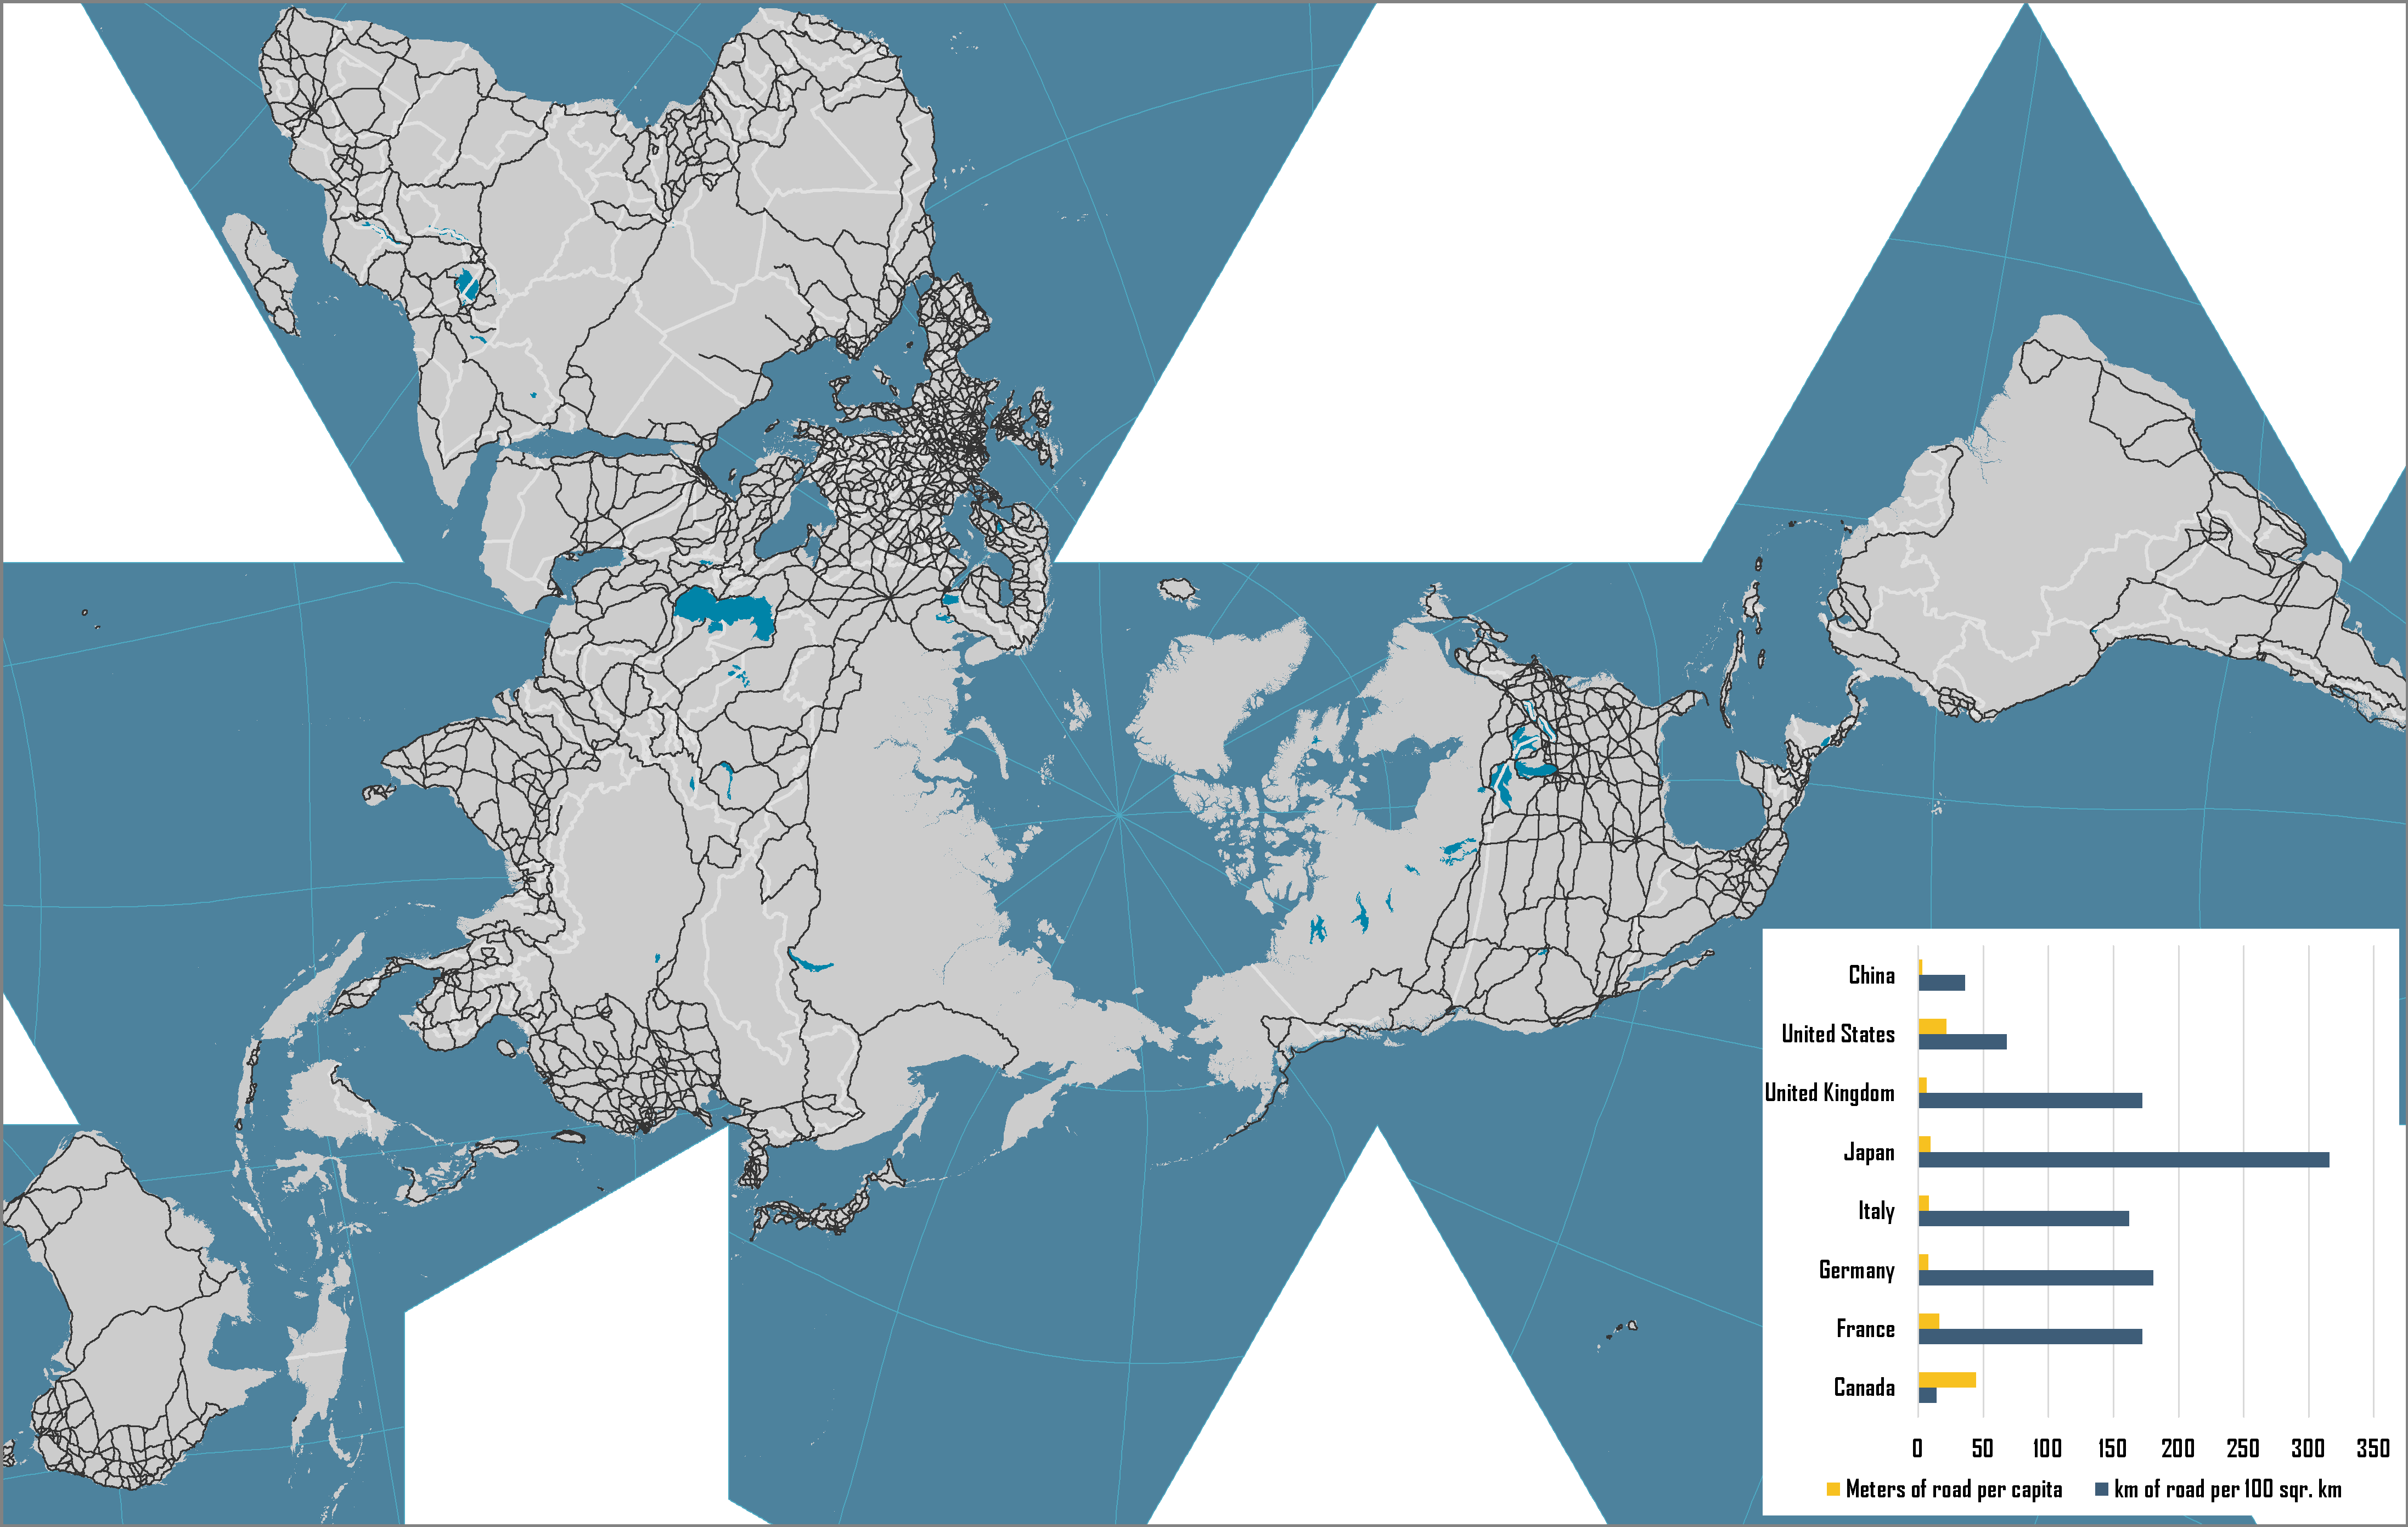 China
United States
United Kingdom
Japan
Italy
Germany
France
Canada
0 50 100 150 200 250 300 350
Meters of road per capita km of road per 100 sqr. km